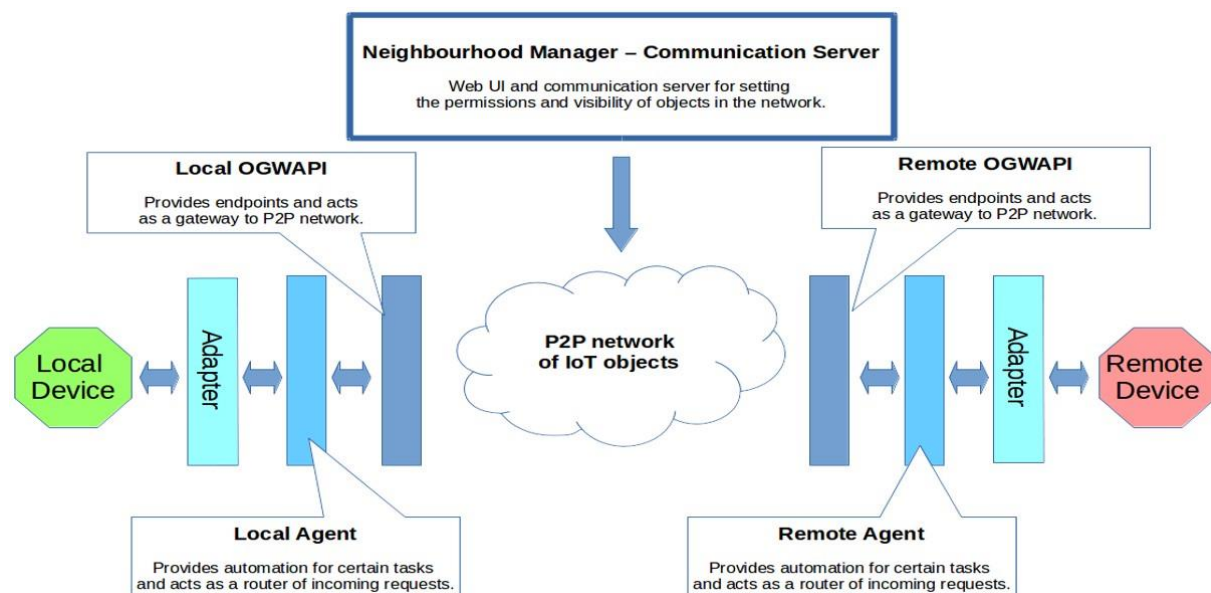 Neighbourhood Manager – Communication Server
Web UI and communication server for setting
the permissions and visibility of objects in the network.
Local OGWAPI
Provides endpoints and acts
as a gateway to P2P network.
Remote OGWAPI
Provides endpoints and acts
as a gateway to P2P network.
Local
Device
Adapter
P2P network
of IoT objects
Adapter
Remote
Device
Local Agent
Provides automation for certain tasks
and acts as a router of incoming requests.
Remote Agent
Provides automation for certain tasks
and acts as a router of incoming requests.